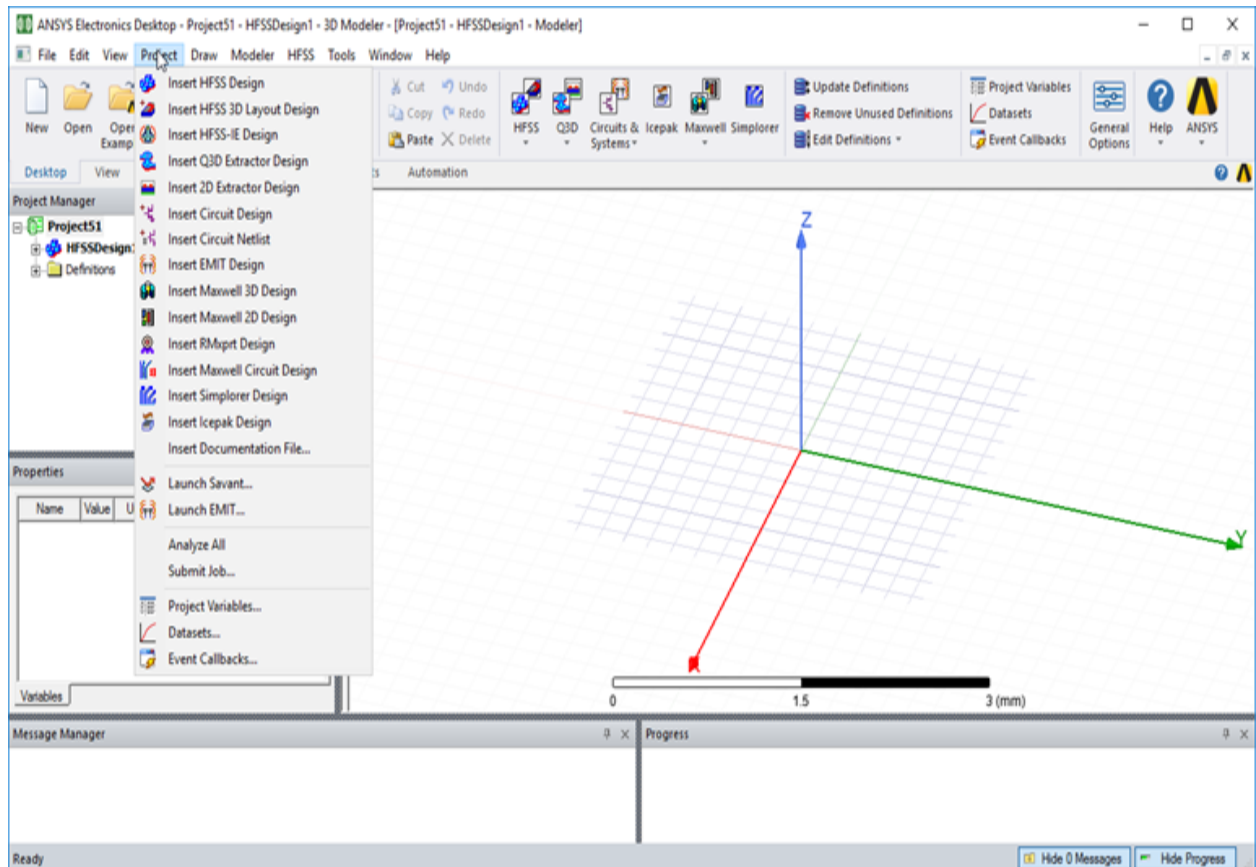 ANSYS Electronics Desktop - Project51 - HFSSDesign1 - 3D Modeler - [Project51 - HFSSDesign1 - Modeler]
File Edit View Project Draw Modeler HFSS Tools Window Help
New Open Open Examp
Cut Undo
Copy Redo
Paste Delete
HFSS Q3D Circuits & Systems Icepak Maxwell Simplorer
Update Definitions
Remove Unused Definitions
Edit Definitions
Project Variables
Datasets
Event Callbacks
General Options
Help ANSYS
Desktop View Automation
Project Manager
Project51
HFSSDesign1
Definitions
Insert HFSS Design
Insert HFSS 3D Layout Design
Insert HFSS-IE Design
Insert Q3D Extractor Design
Insert 2D Extractor Design
Insert Circuit Design
Insert Circuit Netlist
Insert EMIT Design
Insert Maxwell 3D Design
Insert Maxwell 2D Design
Insert RMxprt Design
Insert Maxwell Circuit Design
Insert Simplorer Design
Insert Icepak Design
Insert Documentation File...
Launch Savant...
Launch EMIT...
Analyze All
Submit Job...
Project Variables...
Datasets...
Event Callbacks...
Properties
Name Value U
Variables
Z
Y
0 1.5 3 (mm)
Message Manager
Progress
Ready
Hide 0 Messages Hide Progress